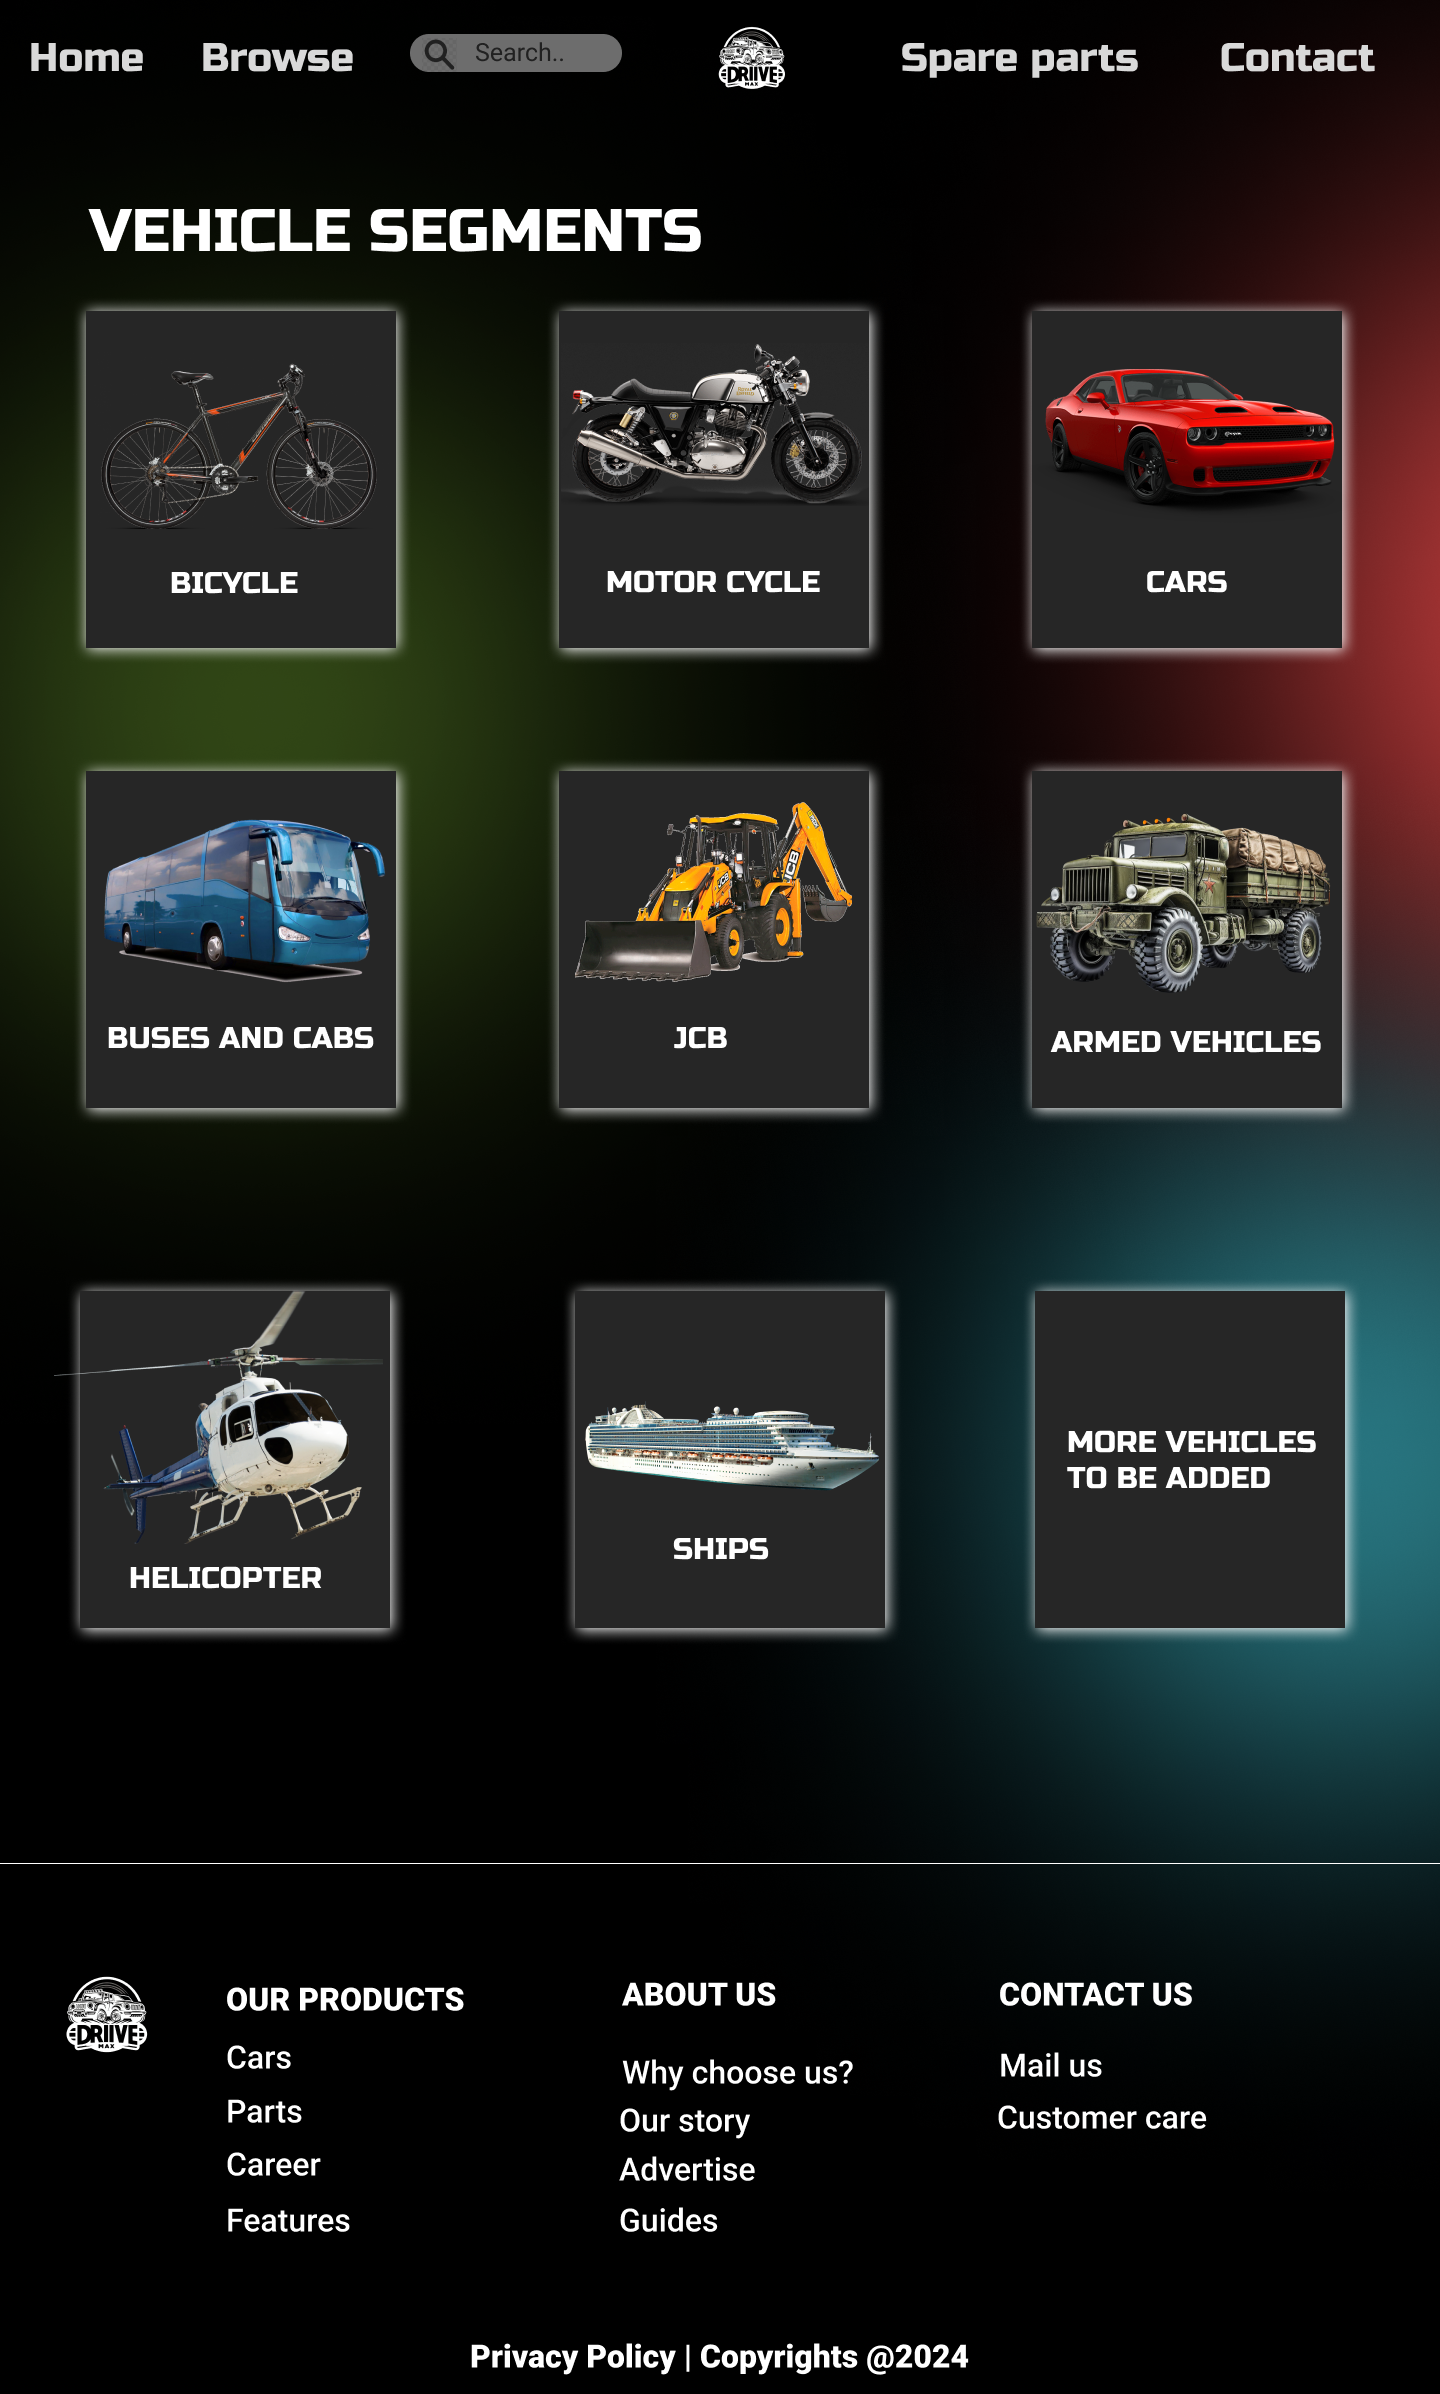 Home
Browse
Search..
DRIIVE
MAX
Spare parts
Contact
VEHICLE SEGMENTS
BICYCLE
MOTOR CYCLE
CARS
JCB
JCB
BUSES AND CABS
JCB
ARMED VEHICLES
HELICOPTER
SHIPS
MORE VEHICLES
TO BE ADDED
DRIIVE
MAX
OUR PRODUCTS
Cars
Parts
Career
Features
ABOUT US
Why choose us?
Our story
Advertise
Guides
CONTACT US
Mail us
Customer care
Privacy Policy | Copyrights @2024